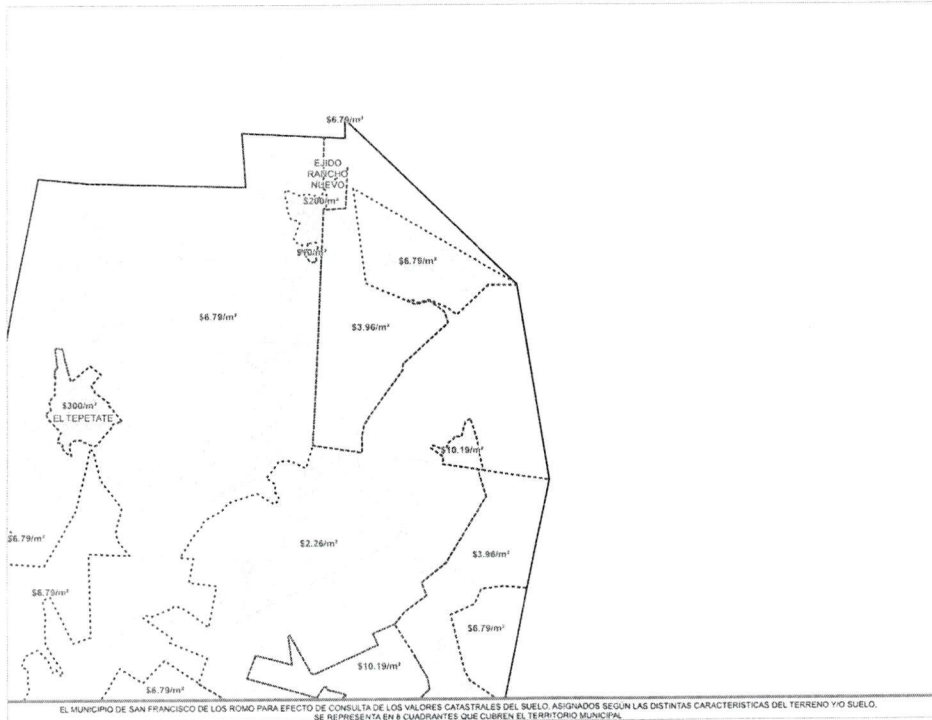 $6.79/m²
EJIDO
RANCHO
NUEVO
$200/m²
$10/m²
$6.79/m²
$6.79/m²
$3.96/m²
$300/m²
EL TEPETATE
$10.19/m²
$6.79/m²
$2.26/m²
$3.96/m²
$6.79/m²
$6.79/m²
$10.19/m²
$6.79/m²
EL MUNICIPIO DE SAN FRANCISCO DE LOS ROMO PARA EFECTO DE CONSULTA DE LOS VALORES CATASTRALES DEL SUELO, ASIGNADOS SEGÚN LAS DISTINTAS CARACTERISTICAS DEL TERRENO Y/O SUELO,
SE REPRESENTA EN 8 CUADRANTES QUE CUBREN EL TERRITORIO MUNICIPAL